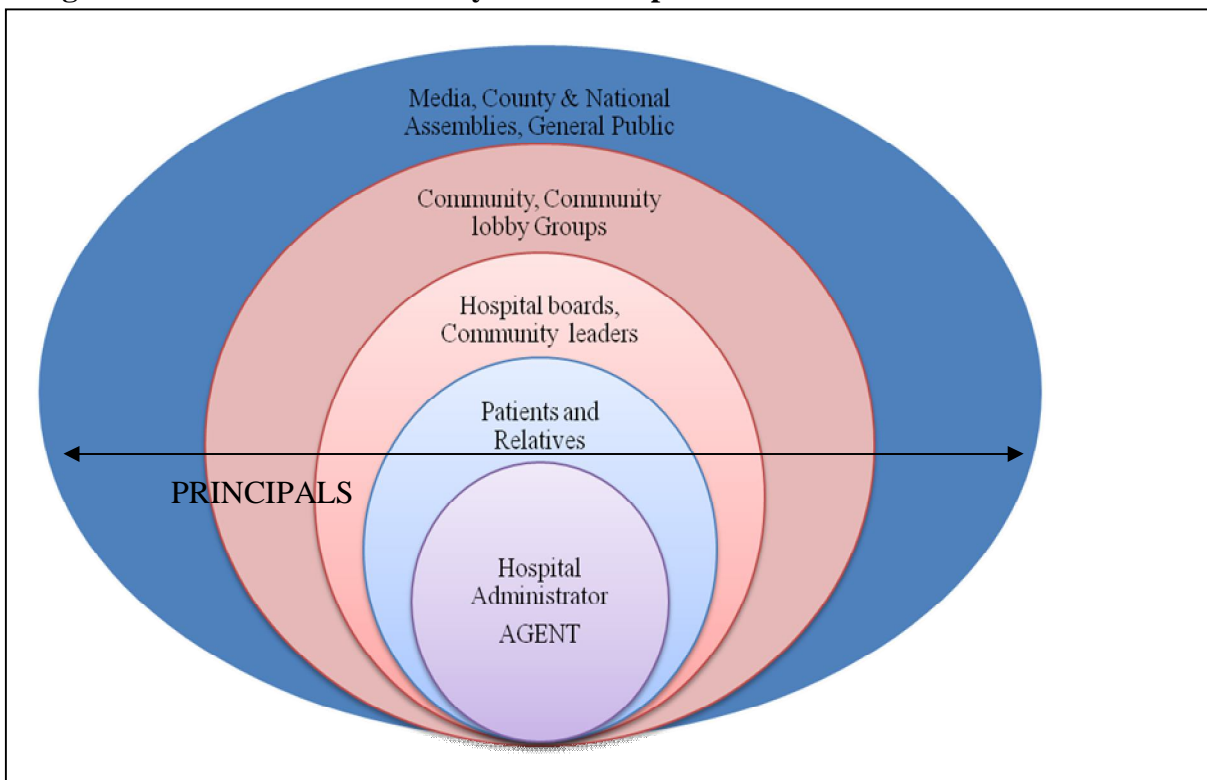 Media, County & National
Assemblies, General Public
Community, Community
lobby Groups
Hospital boards,
Community leaders
Patients and
Relatives
PRINCIPALS
Hospital
Administrator
AGENT